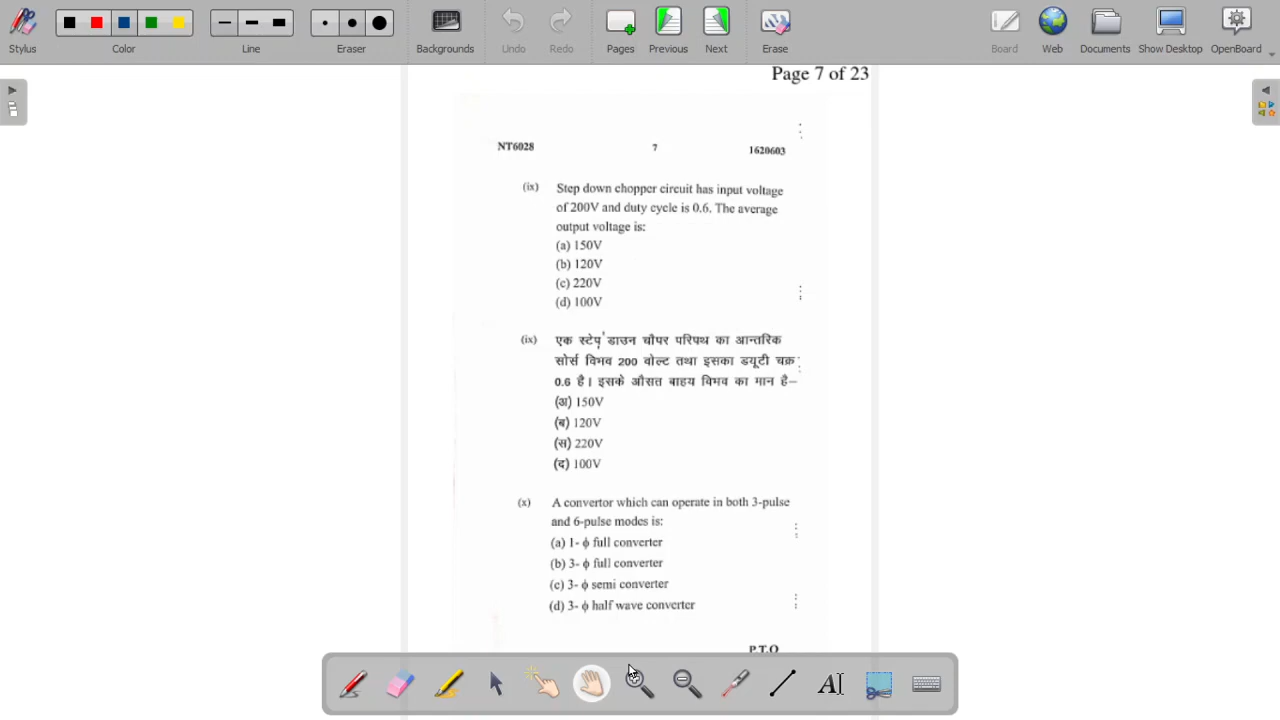 Stylus
Color
Line
Eraser
Backgrounds
Undo
Redo
Pages
Previous
Next
Erase
Board
Web
Documents
Show Desktop
OpenBoard
Page 7 of 23
NT6028 7 1620603
(ix) Step down chopper circuit has input voltage
of 200V and duty cycle is 0.6. The average
output voltage is:
(a) 150V
(b) 120V
(c) 220V
(d) 100V
(ix) एक स्टेप डाउन चौपर परिपथ का आन्तरिक
सोर्स विभव 200 वोल्ट तथा इसका डयूटी चक्र
0.6 है। इसके औसत बाहय विभव का मान है–
(अ) 150V
(ब) 120V
(स) 220V
(द) 100V
(x) A convertor which can operate in both 3-pulse
and 6-pulse modes is:
(a) 1- ϕ full converter
(b) 3- ϕ full converter
(c) 3- ϕ semi converter
(d) 3- ϕ half wave converter
P.T.O